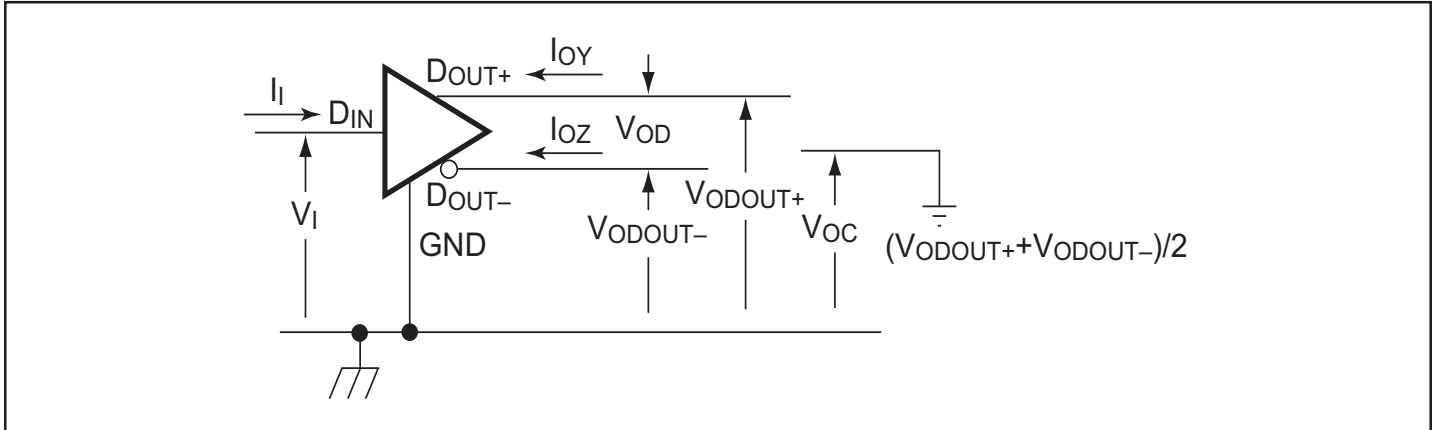 IOY
DOUT+
II
DIN
IOZ
VOD
DOUT–
VODOUT+
VI
VODOUT–
VOC
GND
(VODOUT++VODOUT–)/2